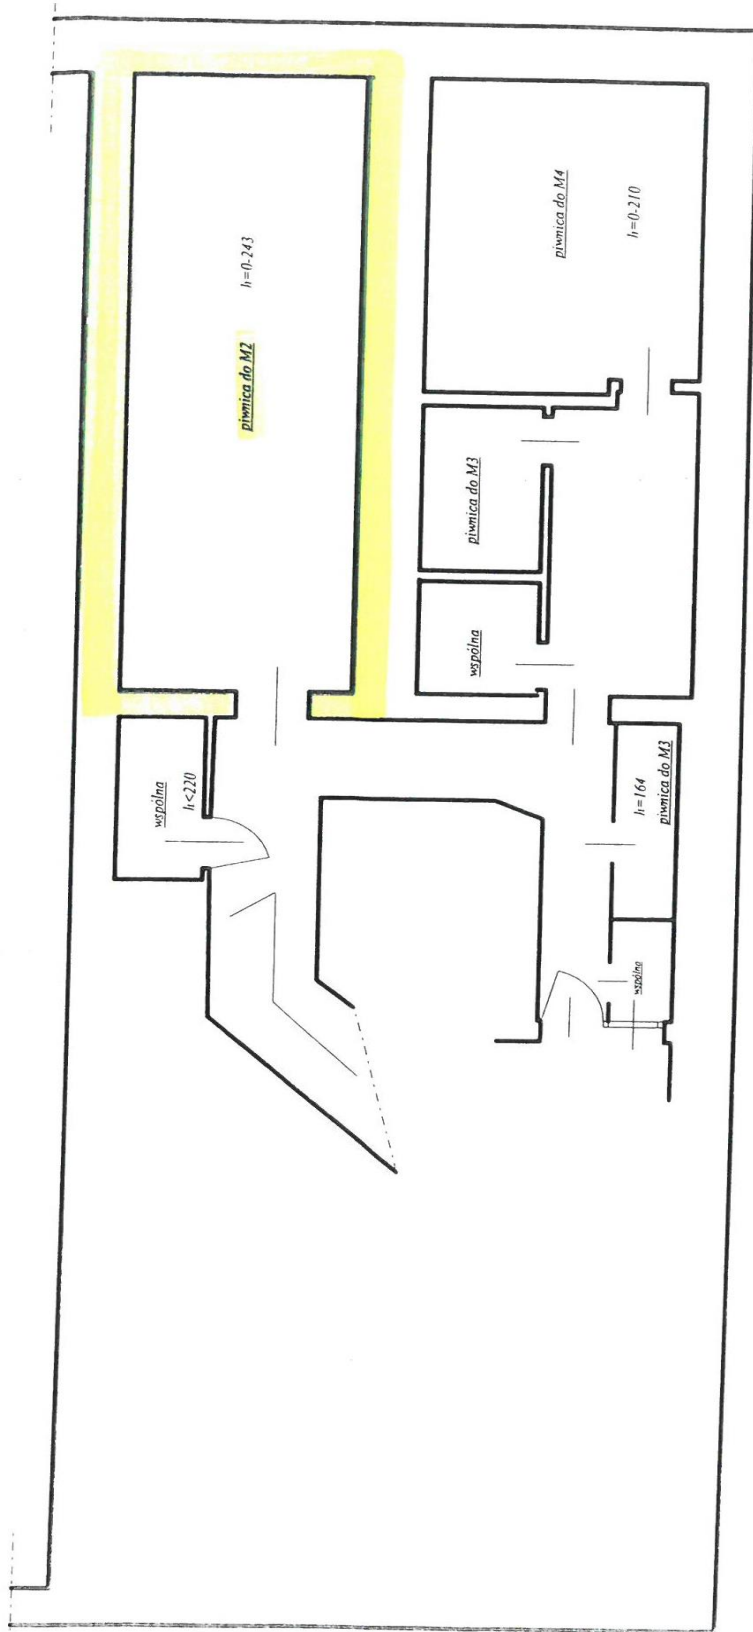 piwnica do M2
h=0-243
piwnica do M4
h=0-210
piwnica do M3
wspólna
wspólna
h<220
h=164
piwnica do M3
wspólna